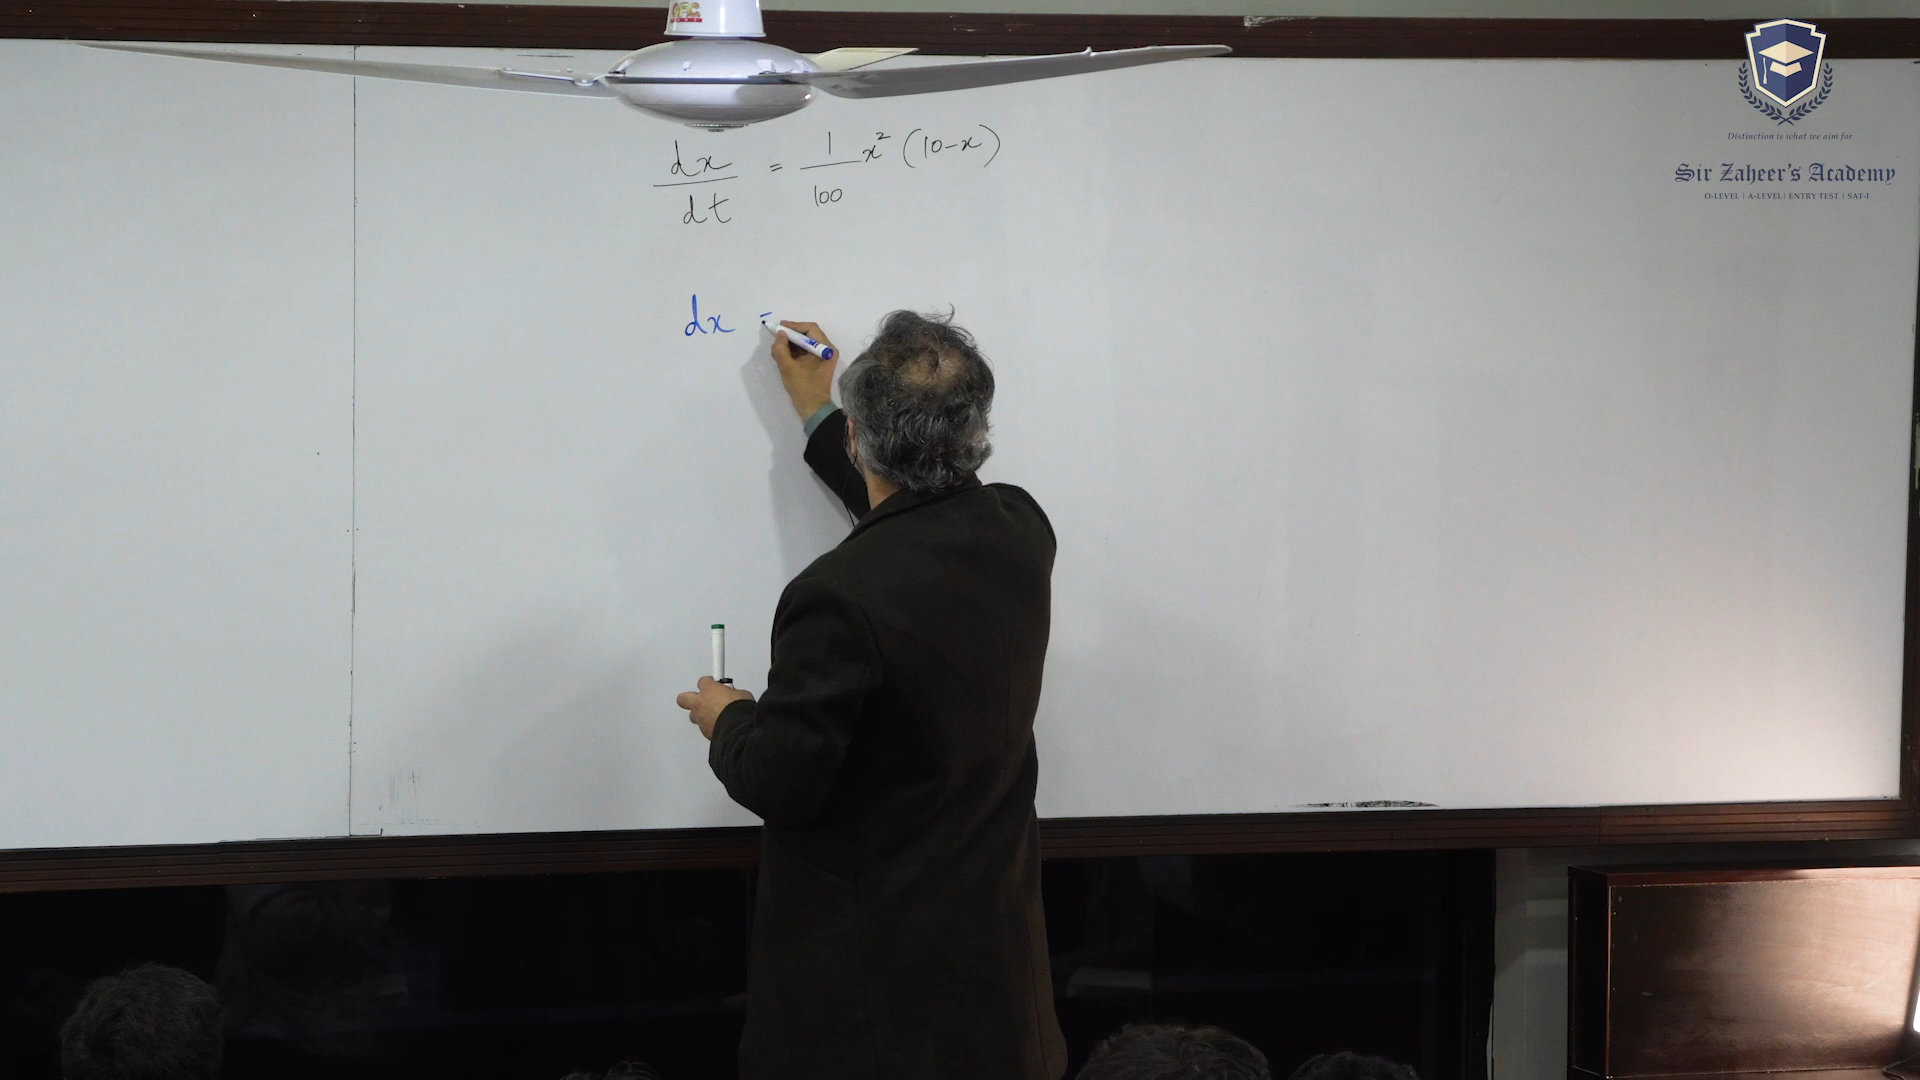 GFC
dx/dt = 1/100 x² (10-x)
dx =
Distinction is what we aim for
Sir Zaheer's Academy
O-LEVEL | A-LEVEL | ENTRY TEST | SAT-I